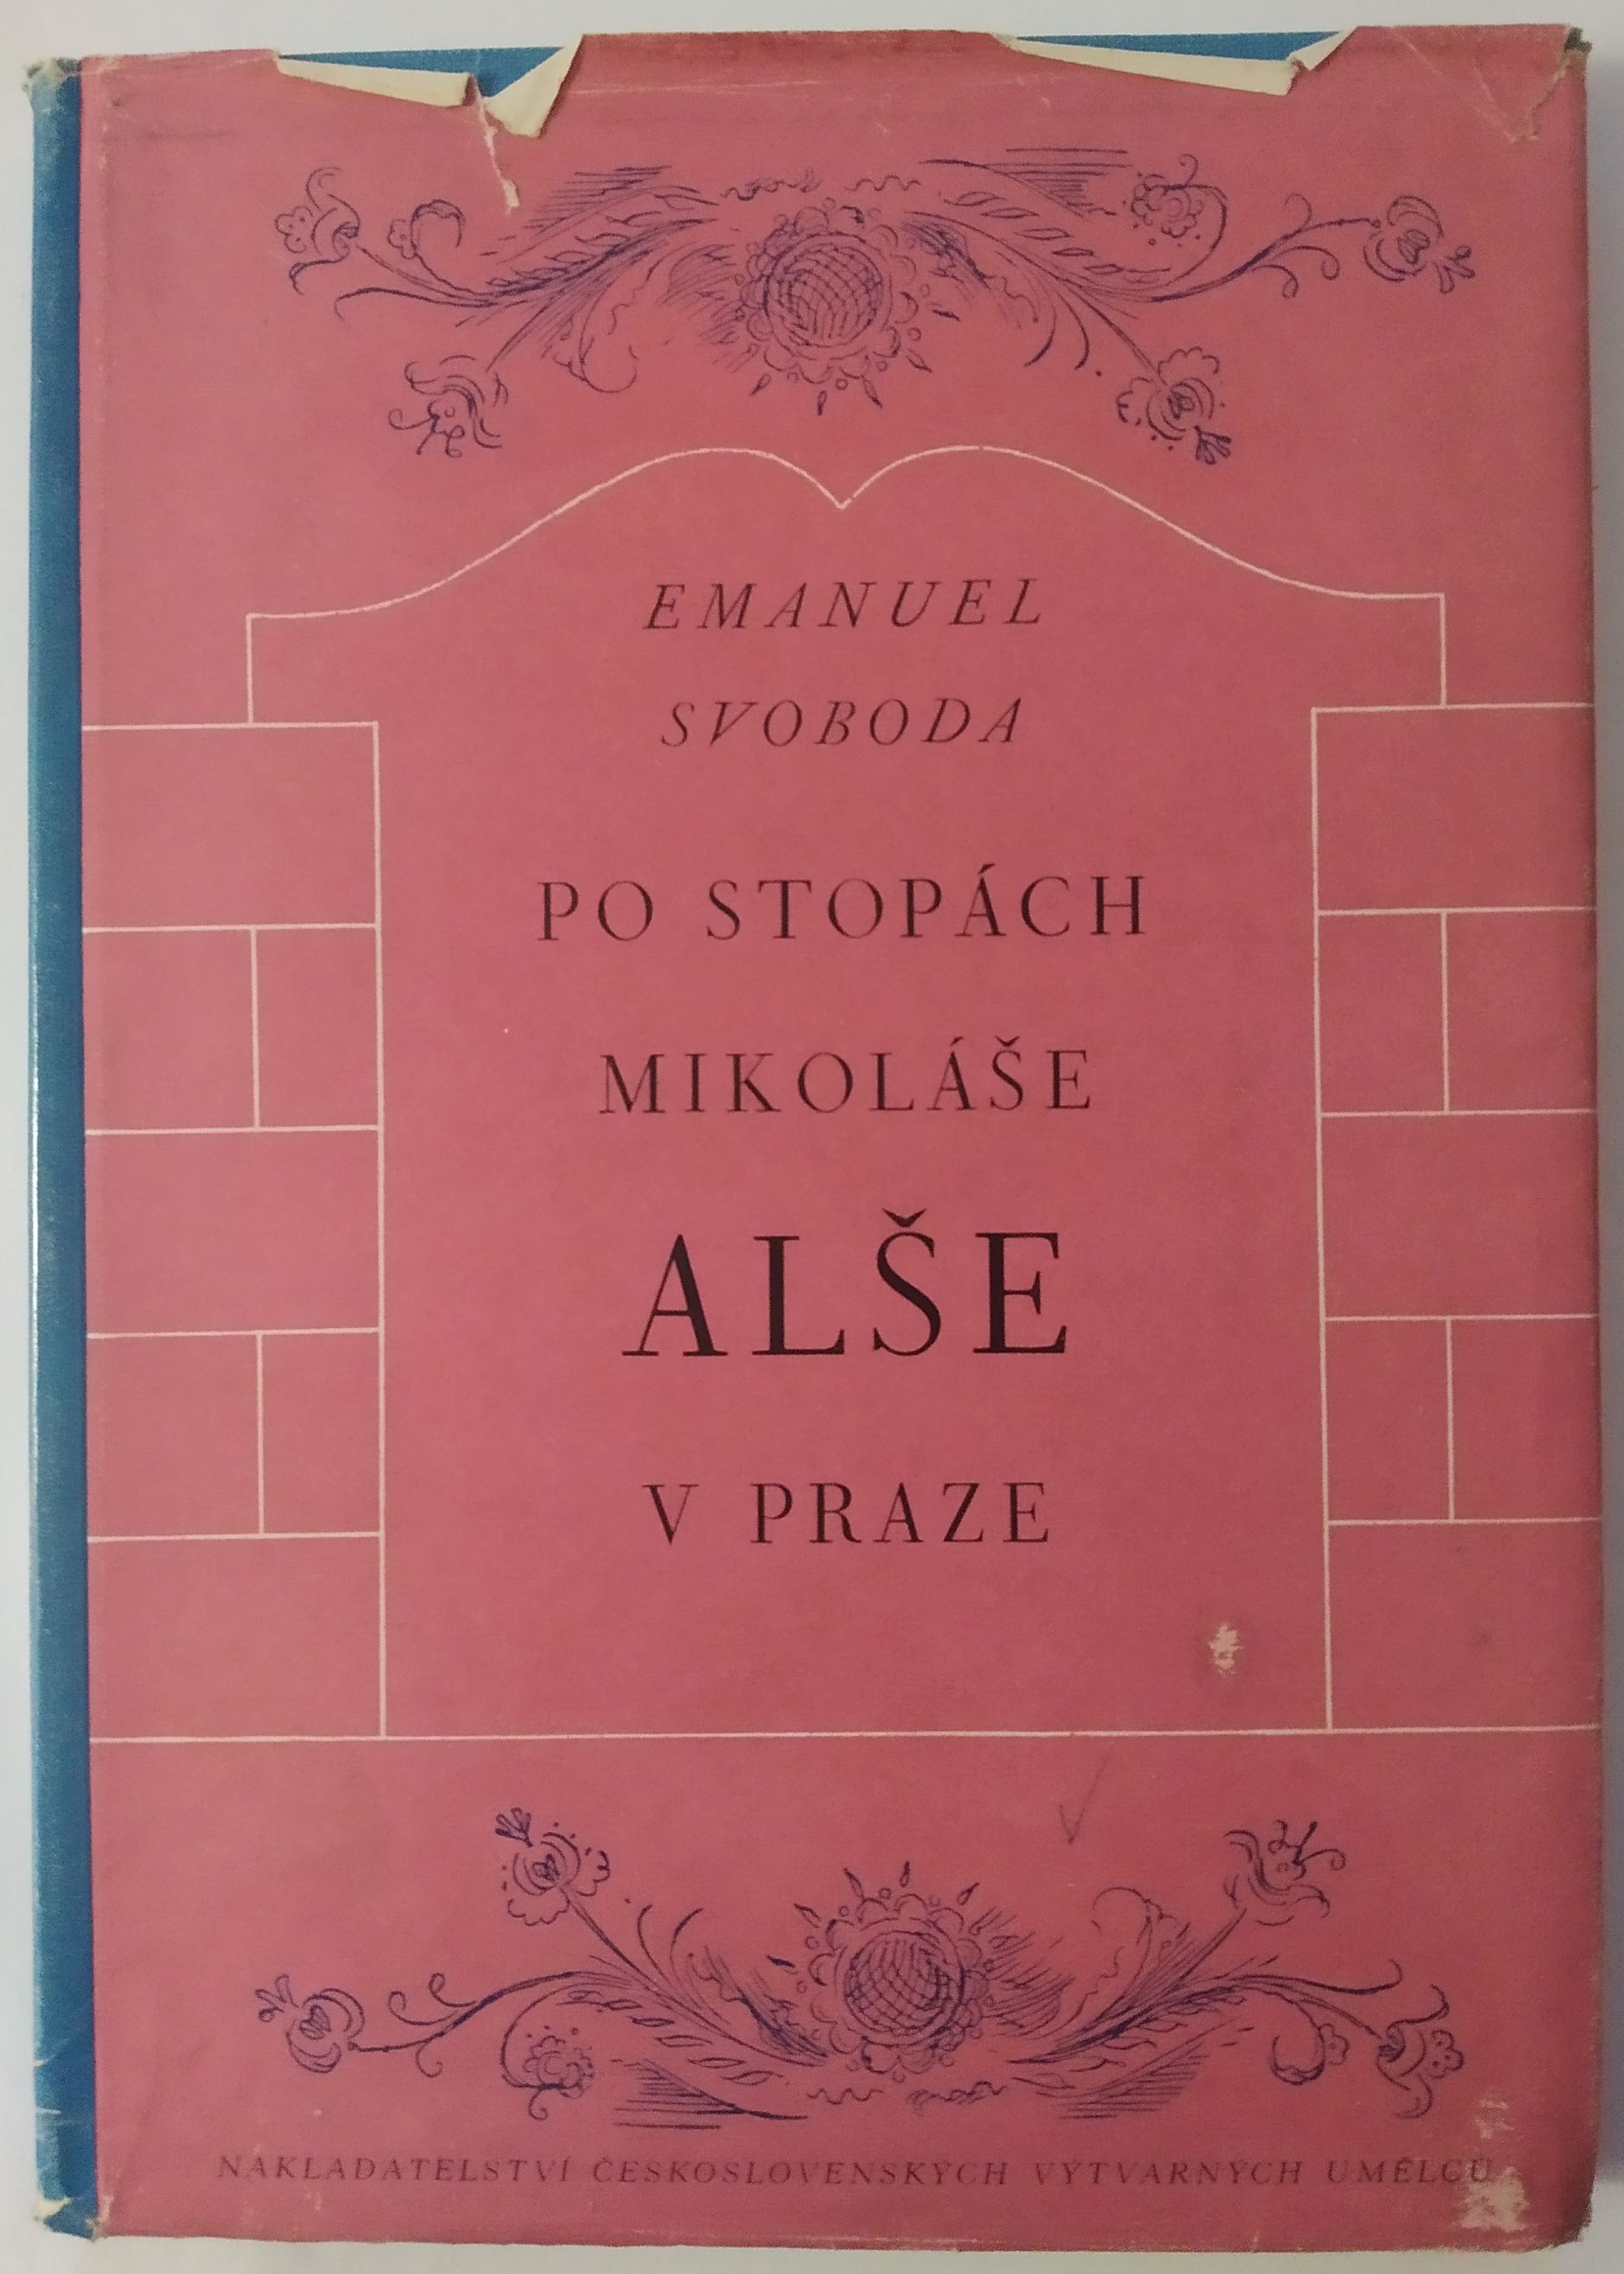 EMANUEL
SVOBODA
PO STOPÁCH
MIKOLÁŠE
ALŠE
V PRAZE
NAKLADATELSTVÍ ČESKOSLOVENSKÝCH VÝTVARNÝCH UMĚLCŮ